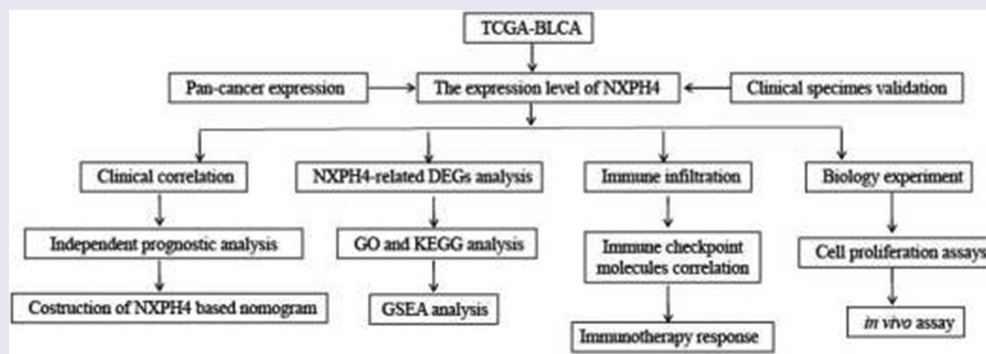 TCGA-BLCA
Pan-cancer expression
The expression level of NXPH4
Clinical specimens validation
Clinical correlation
NXPH4-related DEGs analysis
Immune infiltration
Biology experiment
Independent prognostic analysis
GO and KEGG analysis
Immune checkpoint
molecules correlation
Cell proliferation assays
Costruction of NXPH4 based nomogram
GSEA analysis
Immunotherapy response
in vivo assay